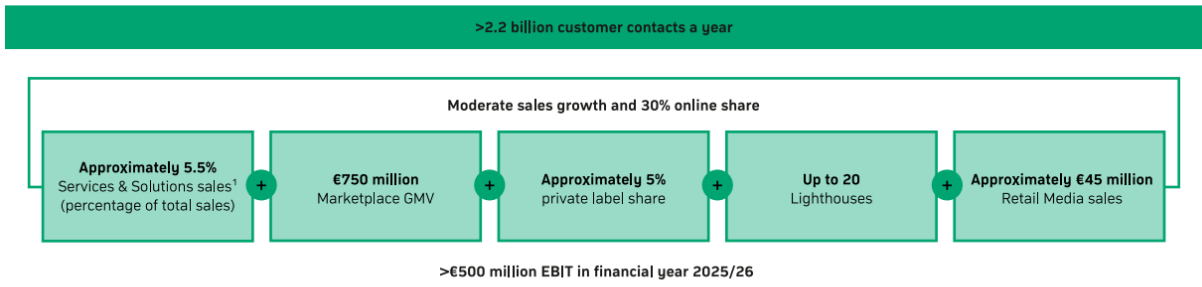 >2.2 billion customer contacts a year
Moderate sales growth and 30% online share
Approximately 5.5%
Services & Solutions sales¹
(percentage of total sales)
+
€750 million
Marketplace GMV
+
Approximately 5%
private label share
+
Up to 20
Lighthouses
+
Approximately €45 million
Retail Media sales
>€500 million EBIT in financial year 2025/26